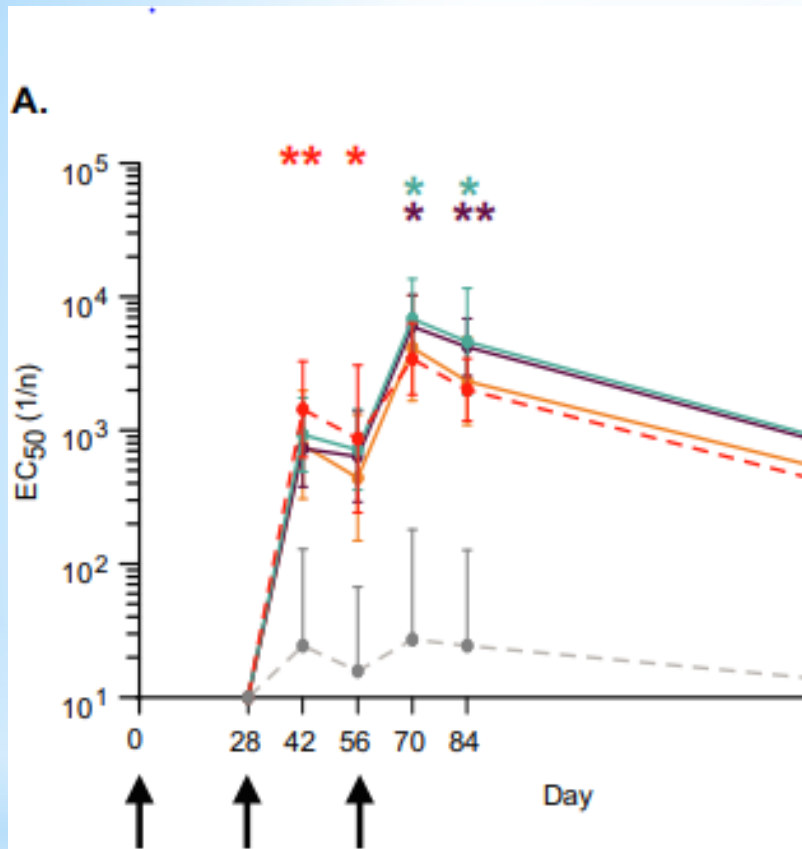 A.
** *
* *
* **
10⁵
10⁴
10³
10²
10¹
EC₅₀ (1/n)
0 28 42 56 70 84
Day